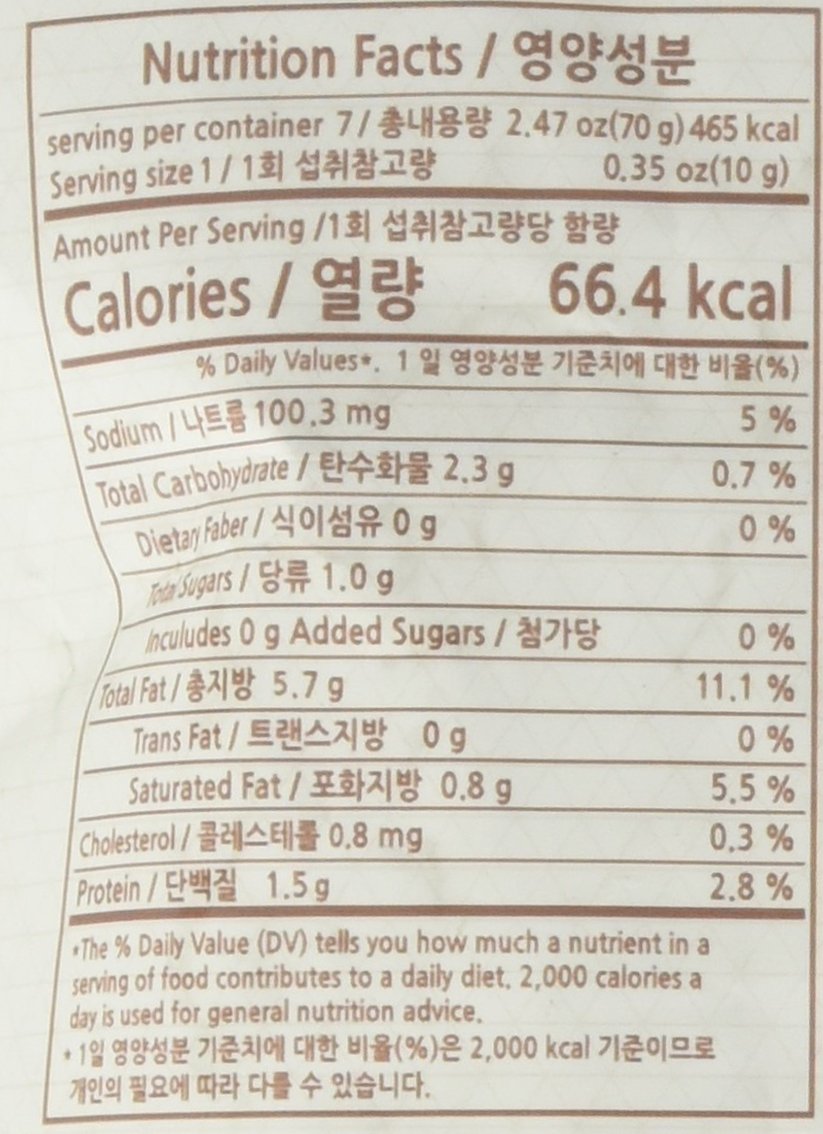 Nutrition Facts / 영양성분
serving per container 7 / 총내용량 2.47 oz(70 g) 465 kcal
Serving size 1 / 1회 섭취참고량 0.35 oz(10 g)
Amount Per Serving /1회 섭취참고량당 함량
Calories / 열량 66.4 kcal
% Daily Values*. 1 일 영양성분 기준치에 대한 비율(%)
Sodium / 나트륨 100.3 mg 5 %
Total Carbohydrate / 탄수화물 2.3 g 0.7 %
Dietary Faber / 식이섬유 0 g 0 %
Total Sugars / 당류 1.0 g
Inculudes 0 g Added Sugars / 첨가당 0 %
Total Fat / 총지방 5.7 g 11.1 %
Trans Fat / 트랜스지방 0 g 0 %
Saturated Fat / 포화지방 0.8 g 5.5 %
Cholesterol / 콜레스테롤 0.8 mg 0.3 %
Protein / 단백질 1.5 g 2.8 %
*The % Daily Value (DV) tells you how much a nutrient in a
serving of food contributes to a daily diet. 2,000 calories a
day is used for general nutrition advice.
* 1일 영양성분 기준치에 대한 비율(%)은 2,000 kcal 기준이므로
개인의 필요에 따라 다를 수 있습니다.